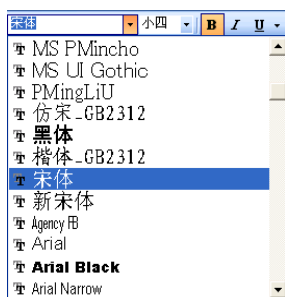 宋体 小四 B I U
MS PMincho
MS UI Gothic
PMingLiU
仿宋_GB2312
黑体
楷体_GB2312
宋体
新宋体
Agency FB
Arial
Arial Black
Arial Narrow